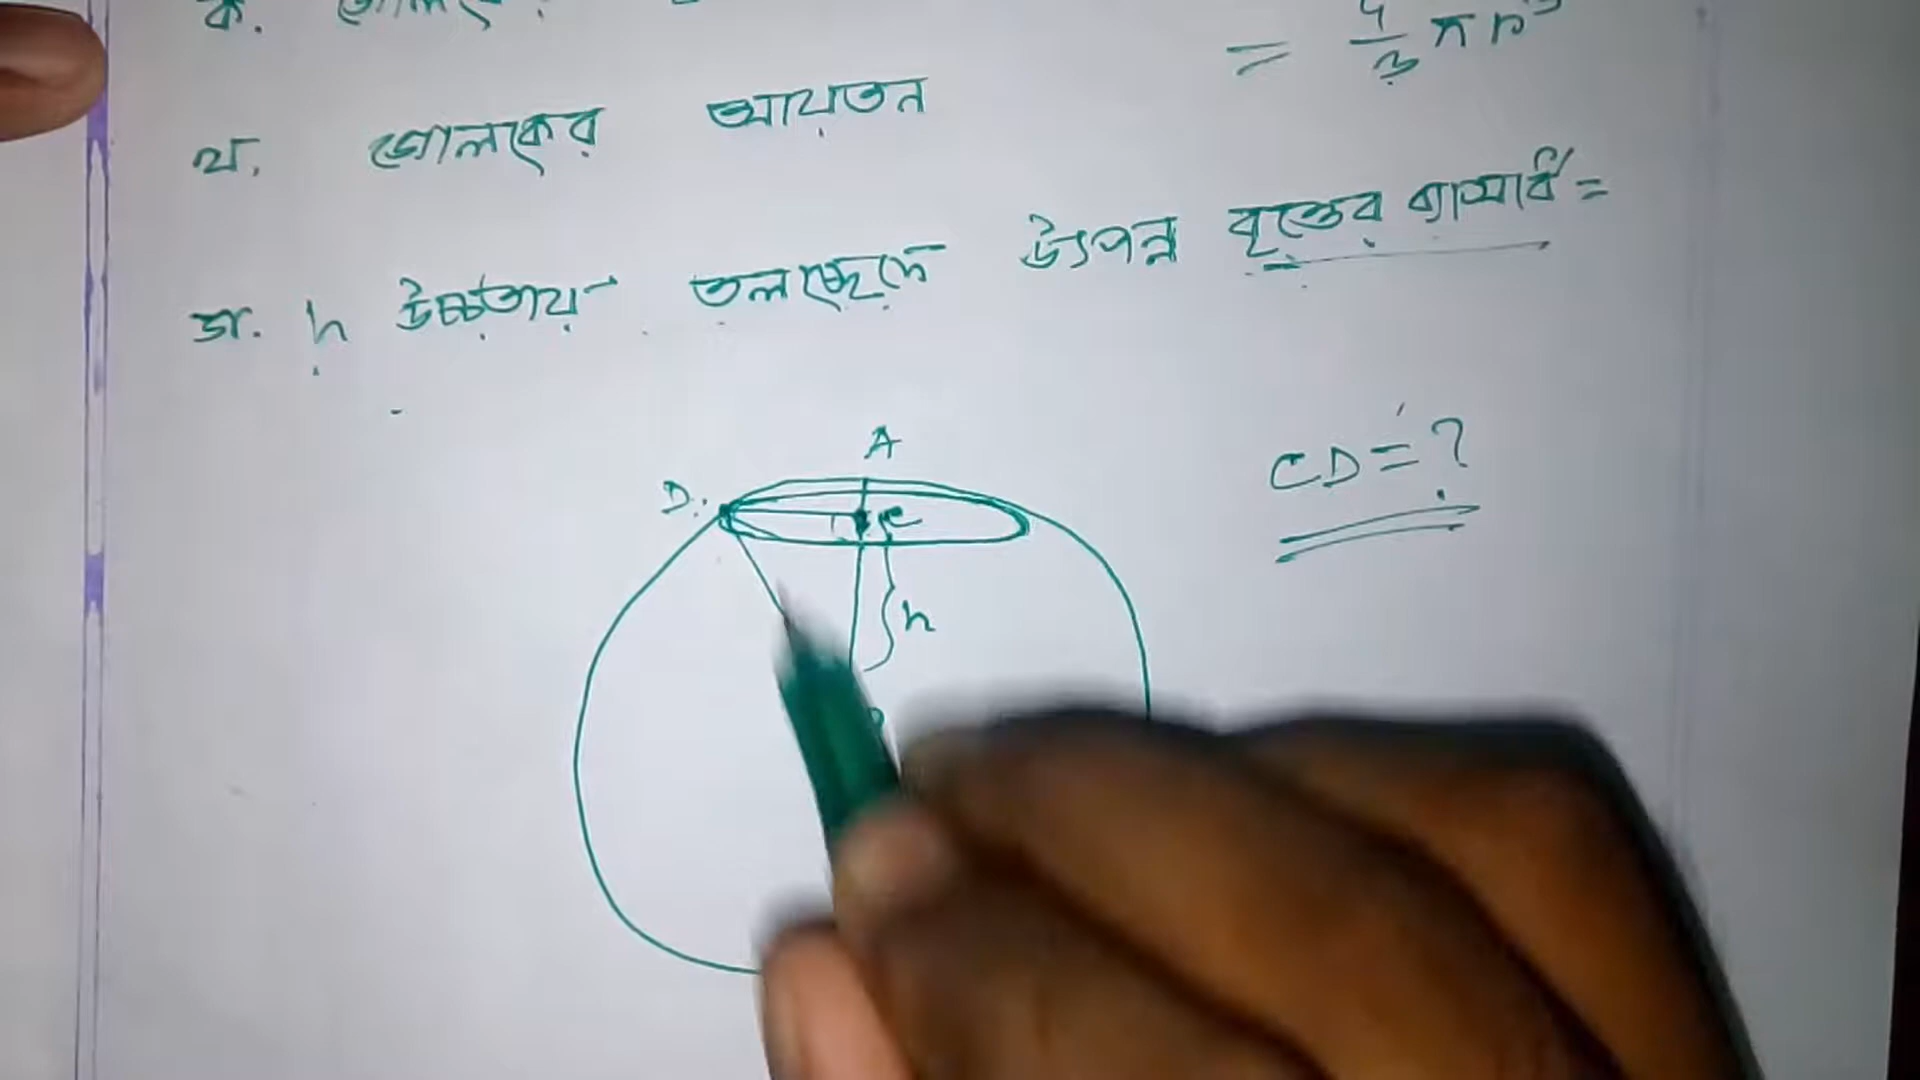 ক.
= 4/3 πr³
খ. গোলকের আয়তন
গ. h উচ্চতায় তলচ্ছেদে উৎপন্ন বৃত্তের ব্যাসার্ধ =
A
CD = ?
D.
c
h